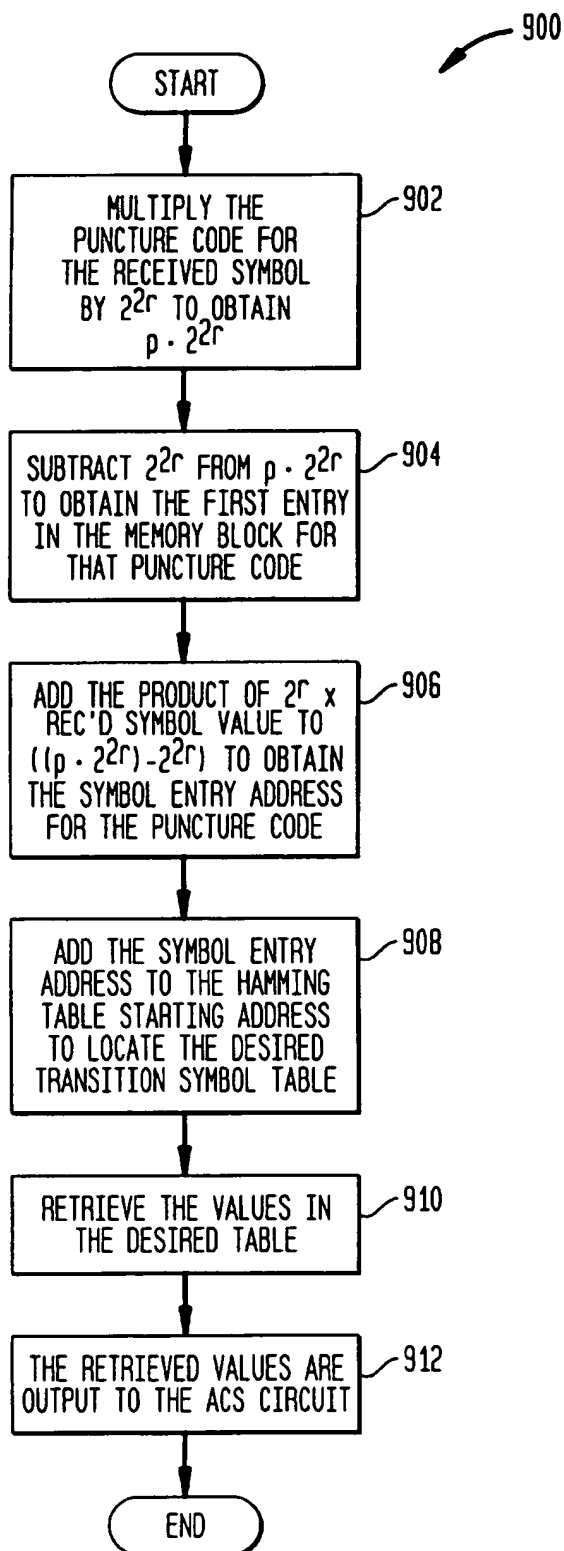 900
START
MULTIPLY THE
PUNCTURE CODE FOR
THE RECEIVED SYMBOL
BY 2^2r TO OBTAIN
p · 2^2r
902
SUBTRACT 2^2r FROM p · 2^2r
TO OBTAIN THE FIRST ENTRY
IN THE MEMORY BLOCK FOR
THAT PUNCTURE CODE
904
ADD THE PRODUCT OF 2^r x
REC'D SYMBOL VALUE TO
((p · 2^2r)-2^2r) TO OBTAIN
THE SYMBOL ENTRY ADDRESS
FOR THE PUNCTURE CODE
906
ADD THE SYMBOL ENTRY
ADDRESS TO THE HAMMING
TABLE STARTING ADDRESS
TO LOCATE THE DESIRED
TRANSITION SYMBOL TABLE
908
RETRIEVE THE VALUES IN
THE DESIRED TABLE
910
THE RETRIEVED VALUES ARE
OUTPUT TO THE ACS CIRCUIT
912
END